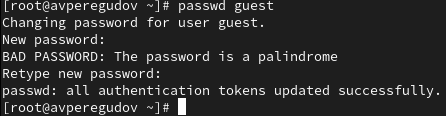 [root@avperegudov ~]# passwd guest
Changing password for user guest.
New password:
BAD PASSWORD: The password is a palindrome
Retype new password:
passwd: all authentication tokens updated successfully.
[root@avperegudov ~]#